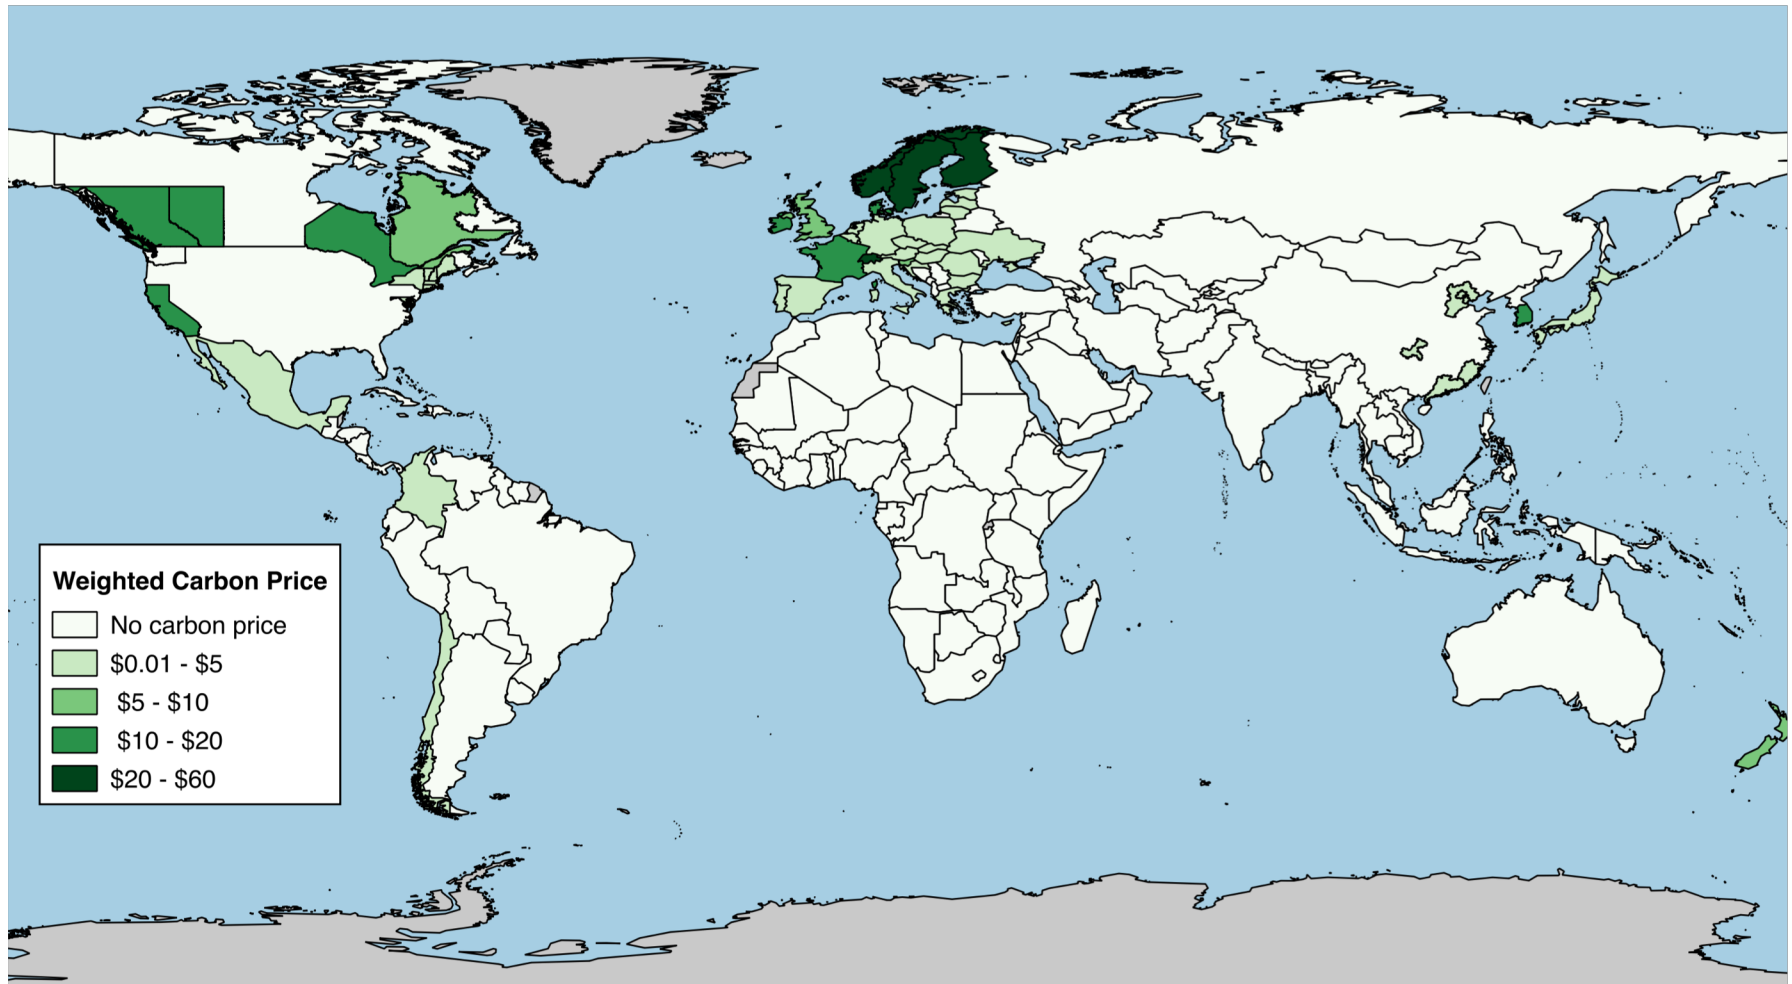 Weighted Carbon Price
No carbon price
$0.01 - $5
$5 - $10
$10 - $20
$20 - $60